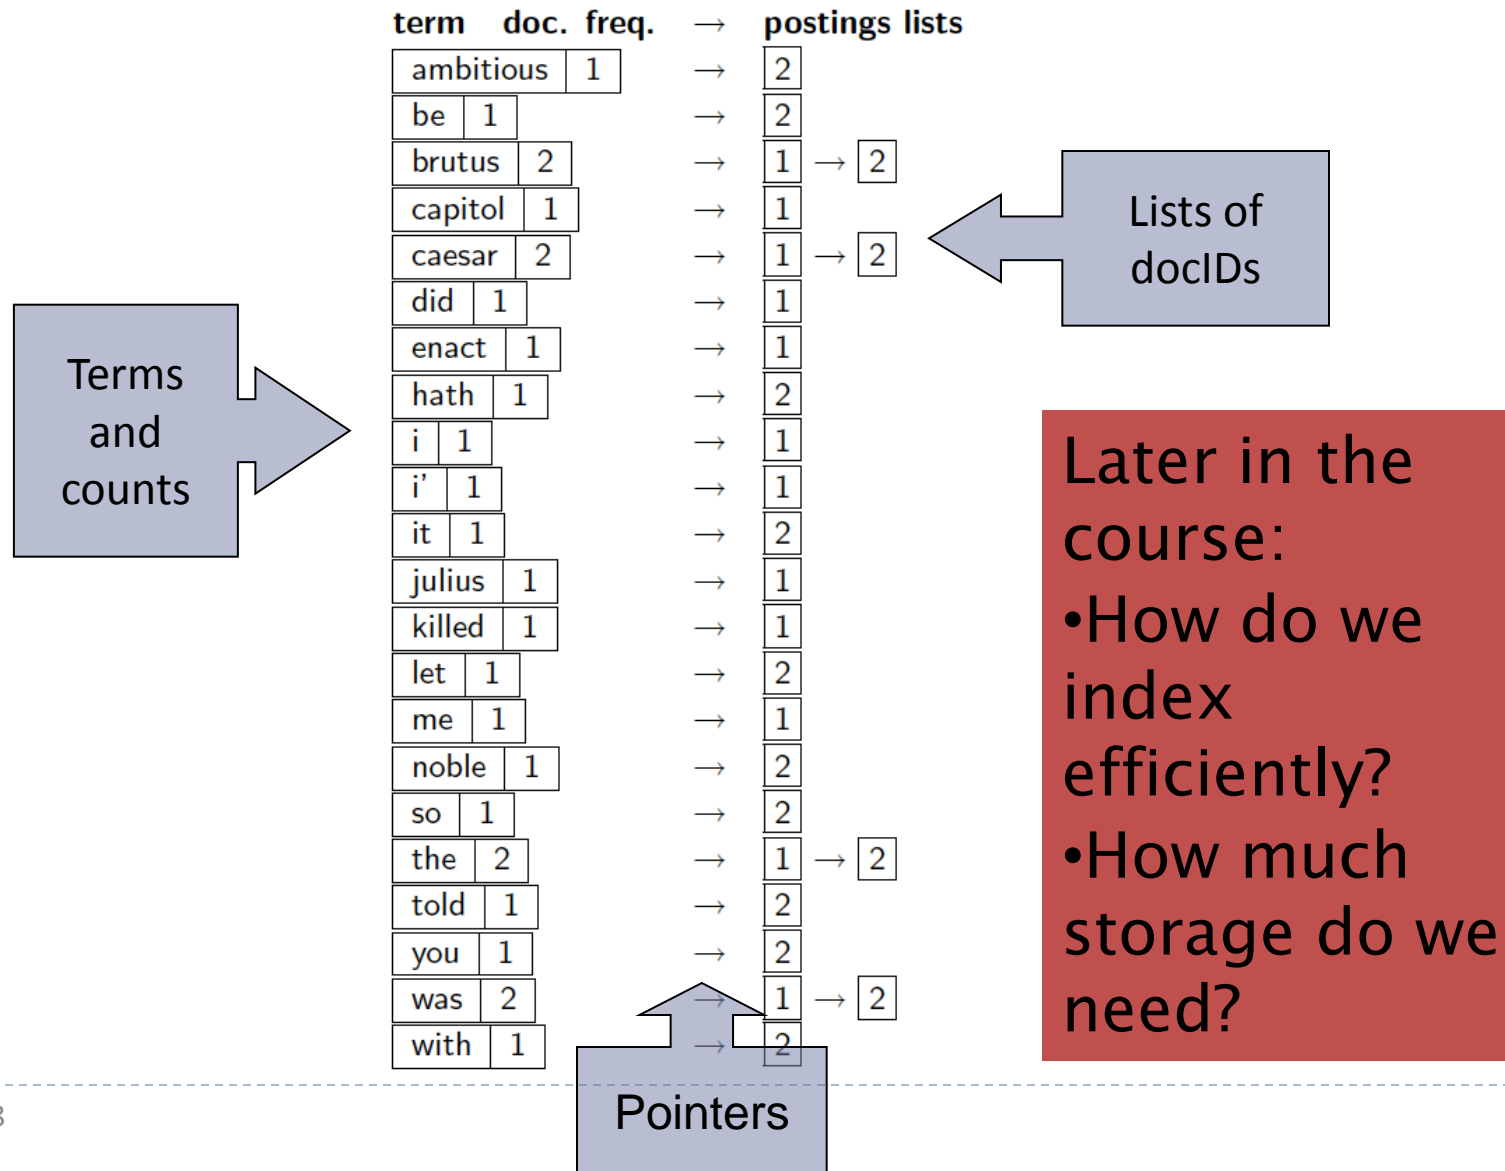 term doc. freq. → postings lists
ambitious 1 → 2
be 1 → 2
brutus 2 → 1 → 2
capitol 1 → 1
caesar 2 → 1 → 2
did 1 → 1
enact 1 → 1
hath 1 → 2
i 1 → 1
i' 1 → 1
it 1 → 2
julius 1 → 1
killed 1 → 1
let 1 → 2
me 1 → 1
noble 1 → 2
so 1 → 2
the 2 → 1 → 2
told 1 → 2
you 1 → 2
was 2 → 1 → 2
with 1 → 2
Terms
and
counts
Lists of
docIDs
Later in the
course:
•How do we
index
efficiently?
•How much
storage do we
need?
Pointers